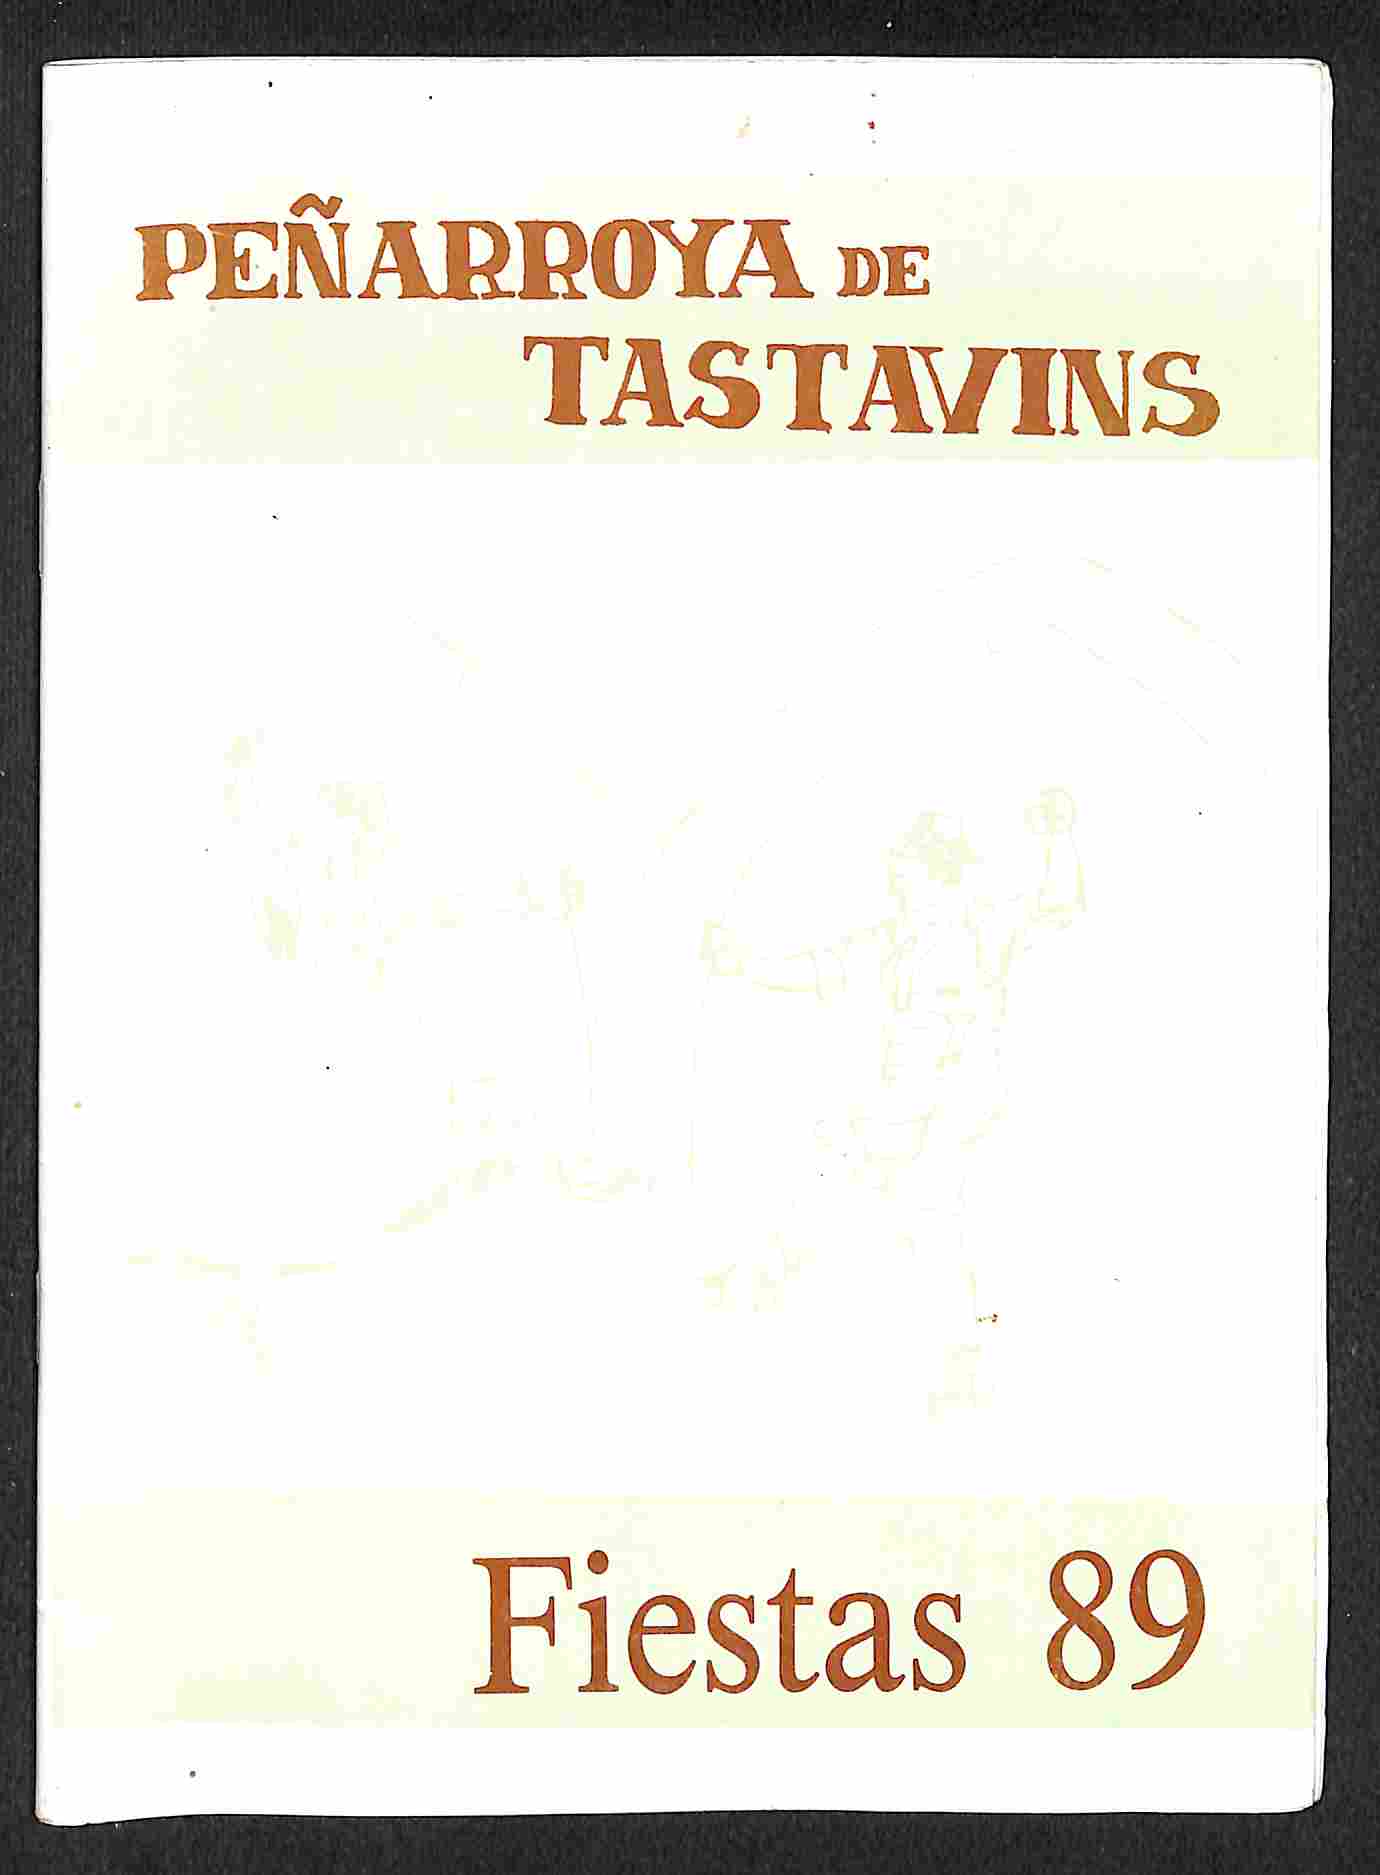 PEÑARROYA DE
TASTAVINS
Fiestas 89